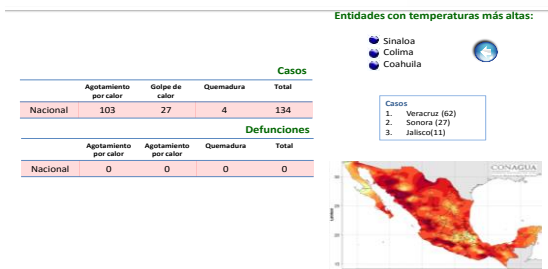 Entidades con temperaturas más altas:
Sinaloa
Colima
Coahuila
Casos
Agotamiento por calor Golpe de calor Quemadura Total
Nacional 103 27 4 134
Defunciones
Agotamiento por calor Agotamiento por calor Quemadura Total
Nacional 0 0 0 0
Casos
1. Veracruz (62)
2. Sonora (27)
3. Jalisco(11)
CONAGUA